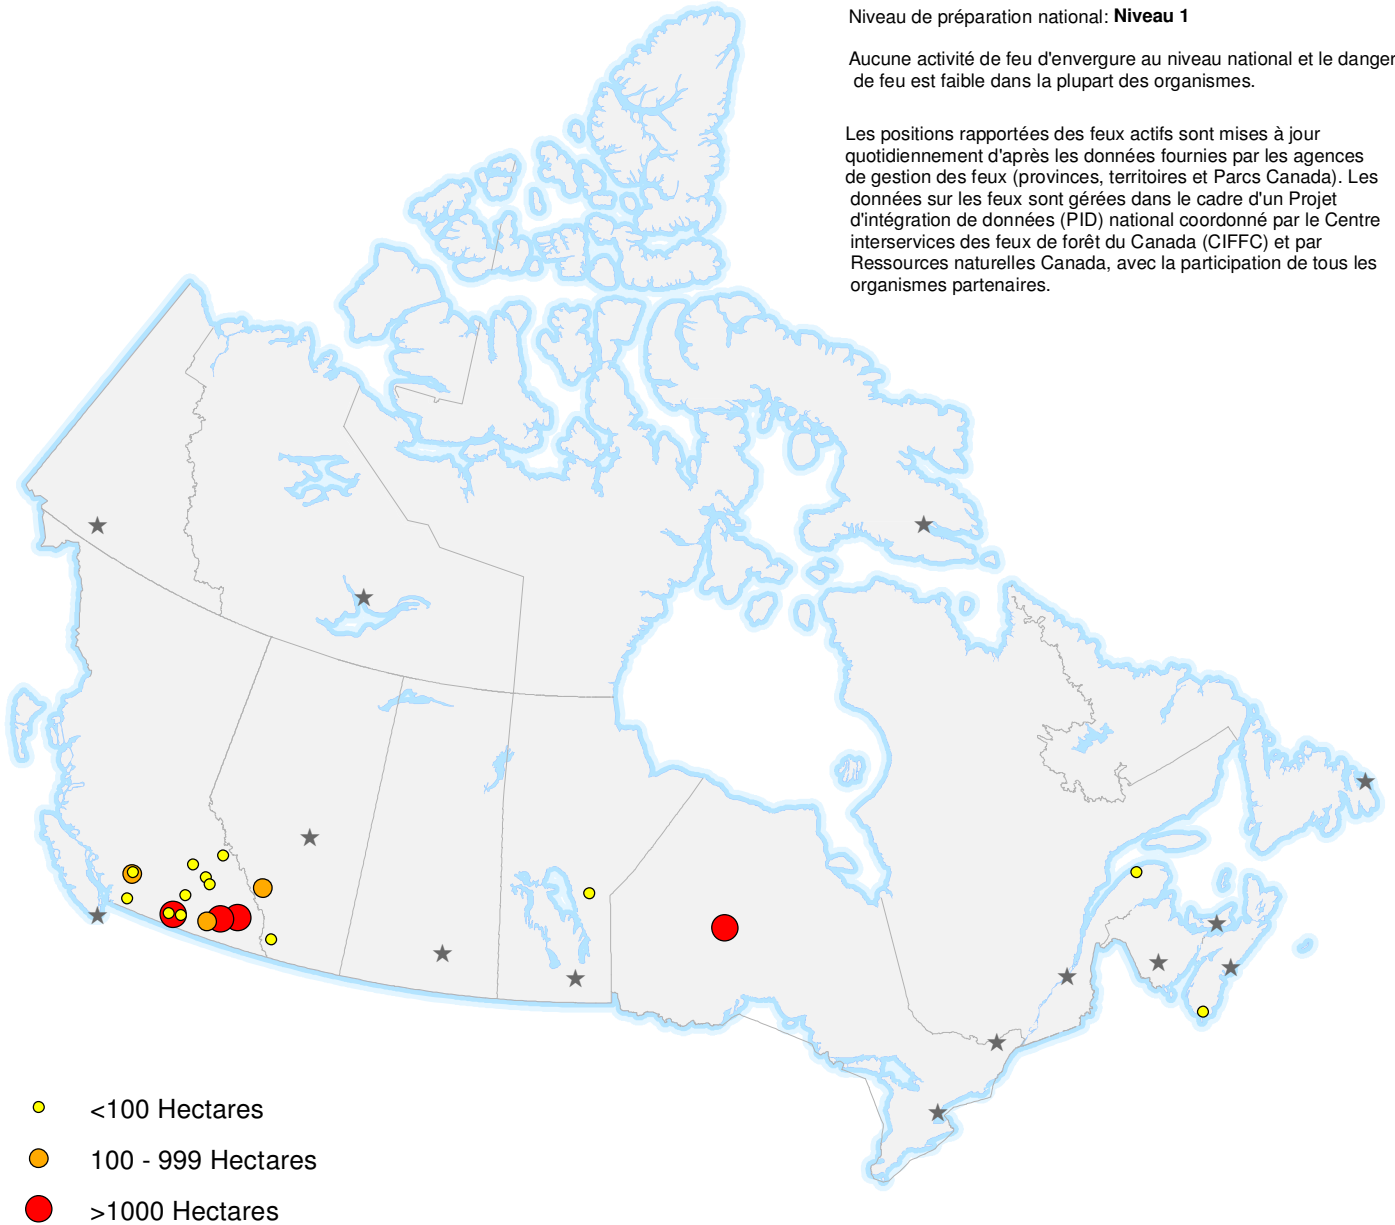 Niveau de préparation national: Niveau 1
Aucune activité de feu d'envergure au niveau national et le danger
de feu est faible dans la plupart des organismes.
Les positions rapportées des feux actifs sont mises à jour
quotidiennement d'après les données fournies par les agences
de gestion des feux (provinces, territoires et Parcs Canada). Les
données sur les feux sont gérées dans le cadre d'un Projet
d'intégration de données (PID) national coordonné par le Centre
interservices des feux de forêt du Canada (CIFFC) et par
Ressources naturelles Canada, avec la participation de tous les
organismes partenaires.
<100 Hectares
100 - 999 Hectares
>1000 Hectares